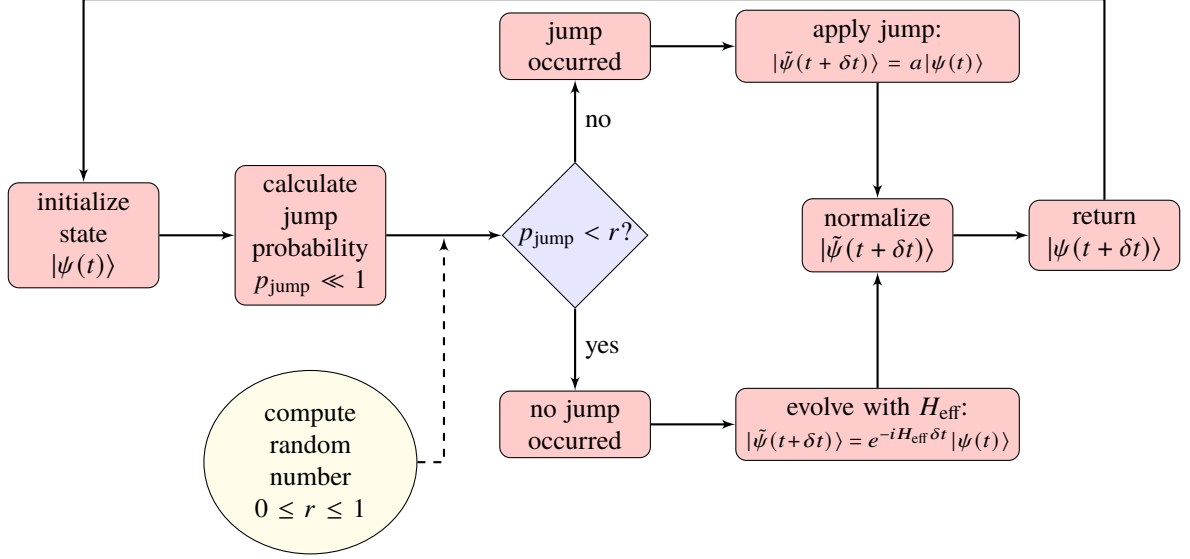 initialize
state
|ψ(t)⟩
calculate
jump
probability
p_jump ≪ 1
compute
random
number
0 ≤ r ≤ 1
p_jump < r?
no
jump
occurred
apply jump:
|ψ̃(t + δt)⟩ = a|ψ(t)⟩
yes
no jump
occurred
evolve with H_eff:
|ψ̃(t+δt)⟩ = e^{−iH_eff δt}|ψ(t)⟩
normalize
|ψ̃(t + δt)⟩
return
|ψ(t + δt)⟩